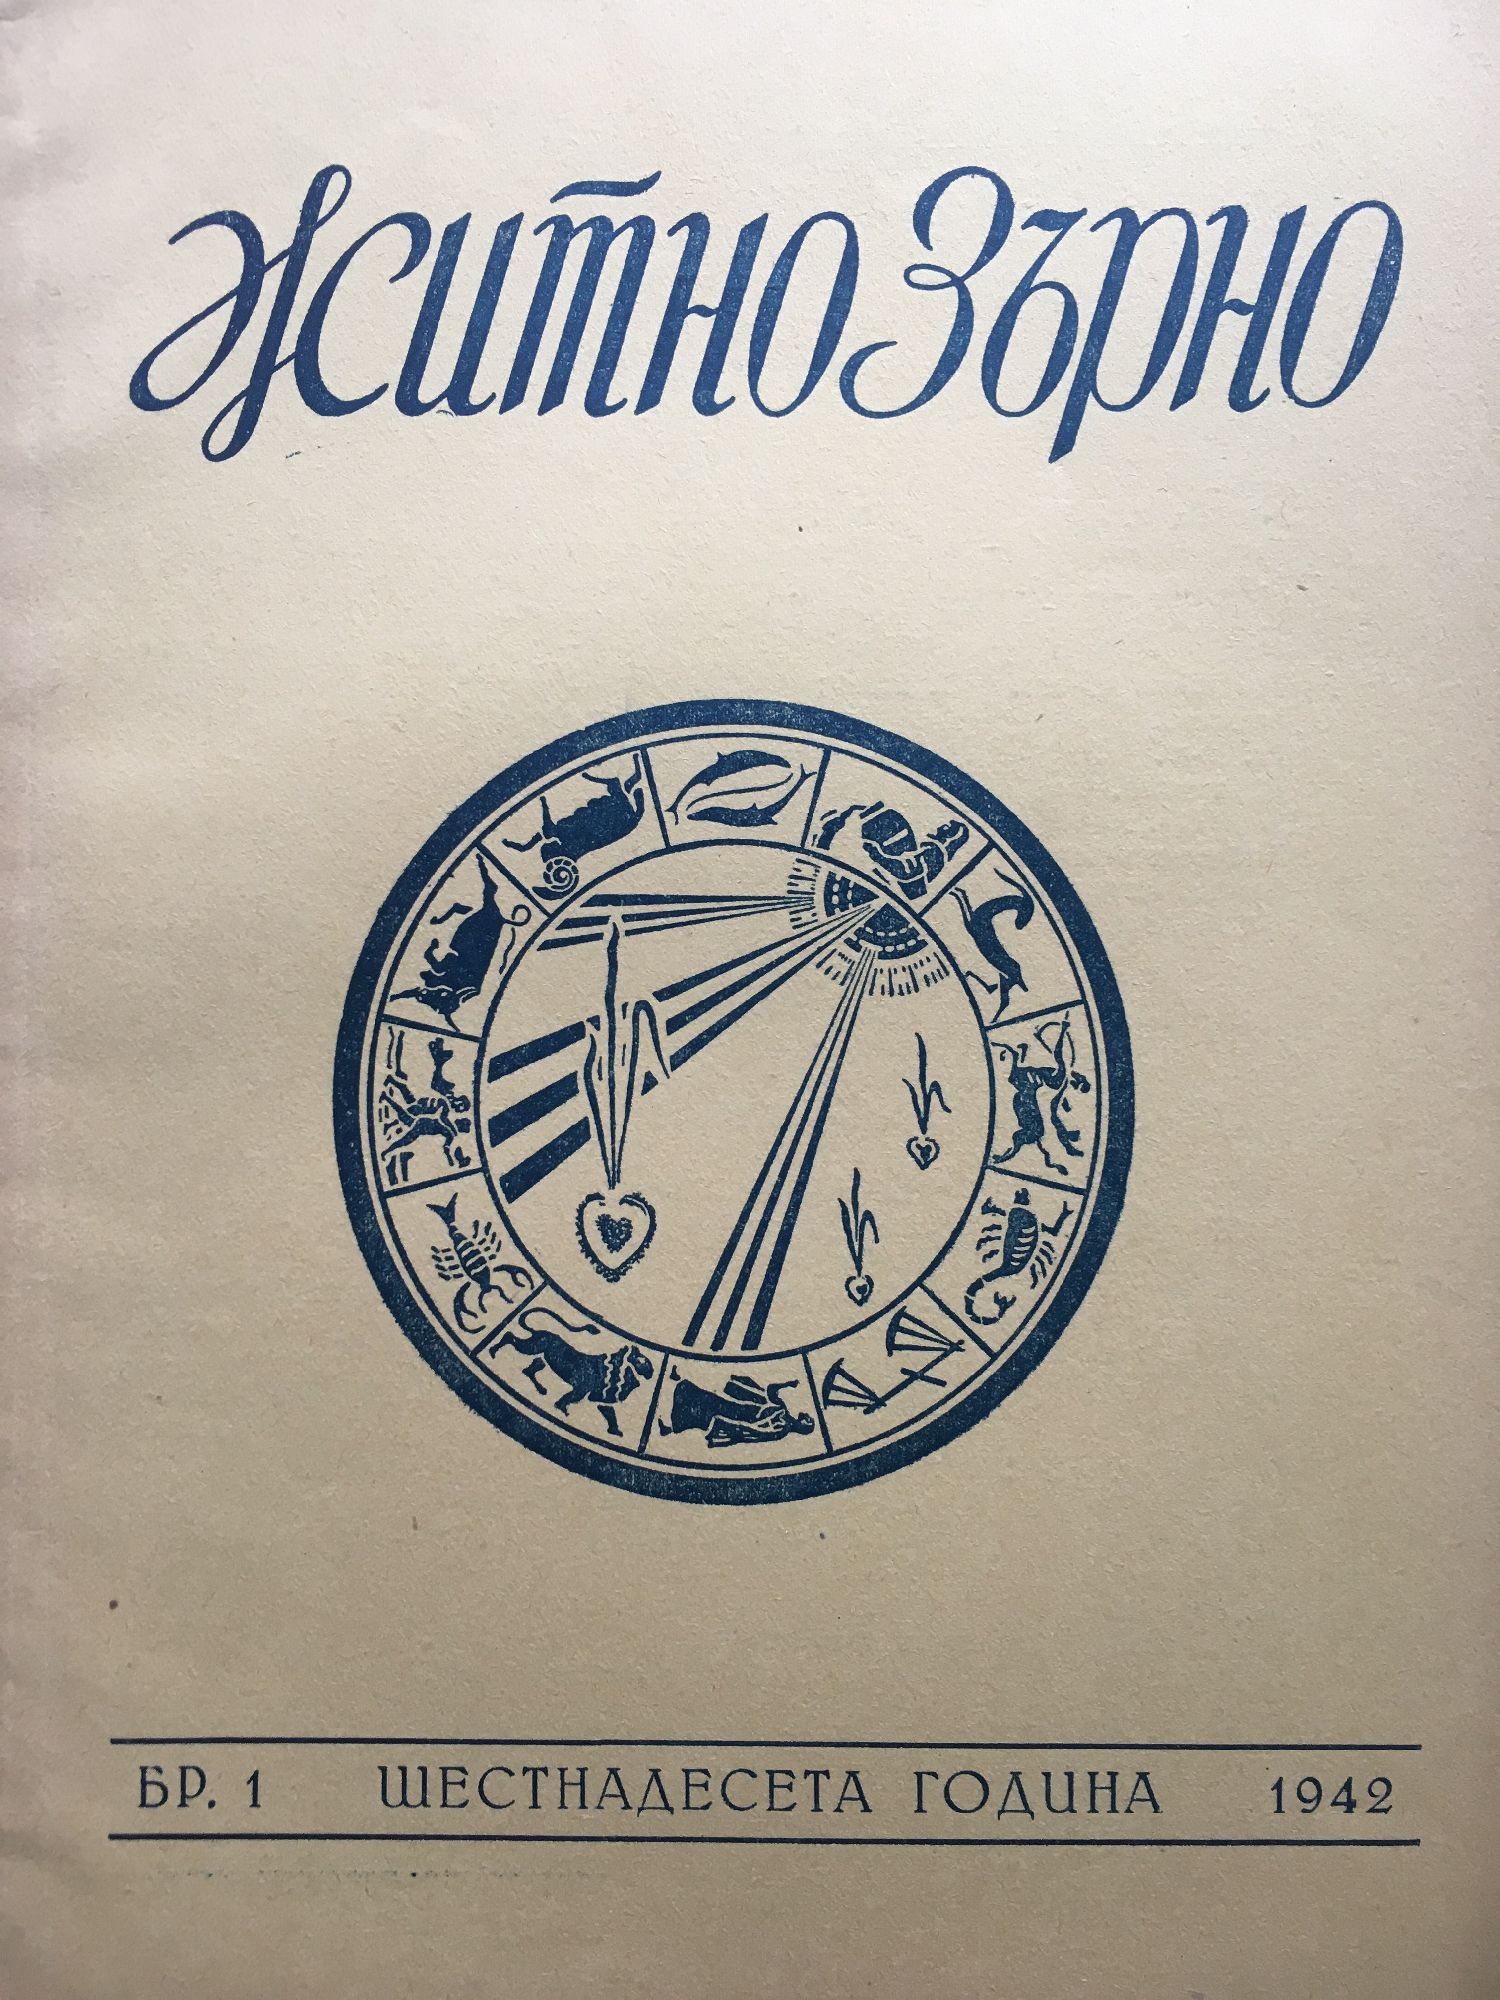 Житно Зърно
БР. 1 ШЕСТНАДЕСЕТА ГОДИНА 1942